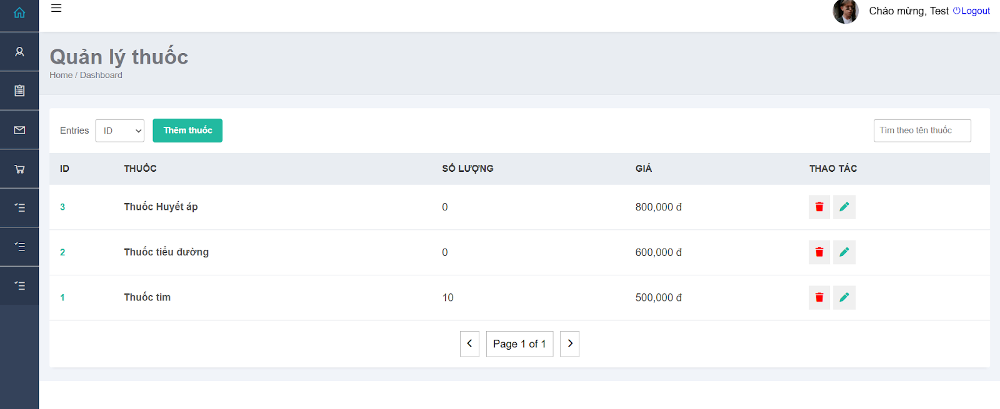 Chào mừng, Test Logout
Quản lý thuốc
Home / Dashboard
Entries ID Thêm thuốc Tìm theo tên thuốc
ID THUỐC SỐ LƯỢNG GIÁ THAO TÁC
3 Thuốc Huyết áp 0 800,000 đ
2 Thuốc tiểu đường 0 600,000 đ
1 Thuốc tim 10 500,000 đ
Page 1 of 1